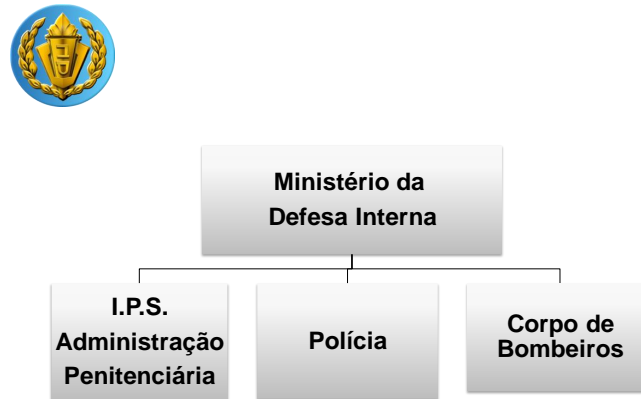 Ministério da
Defesa Interna
I.P.S.
Administração
Penitenciária
Polícia
Corpo de
Bombeiros